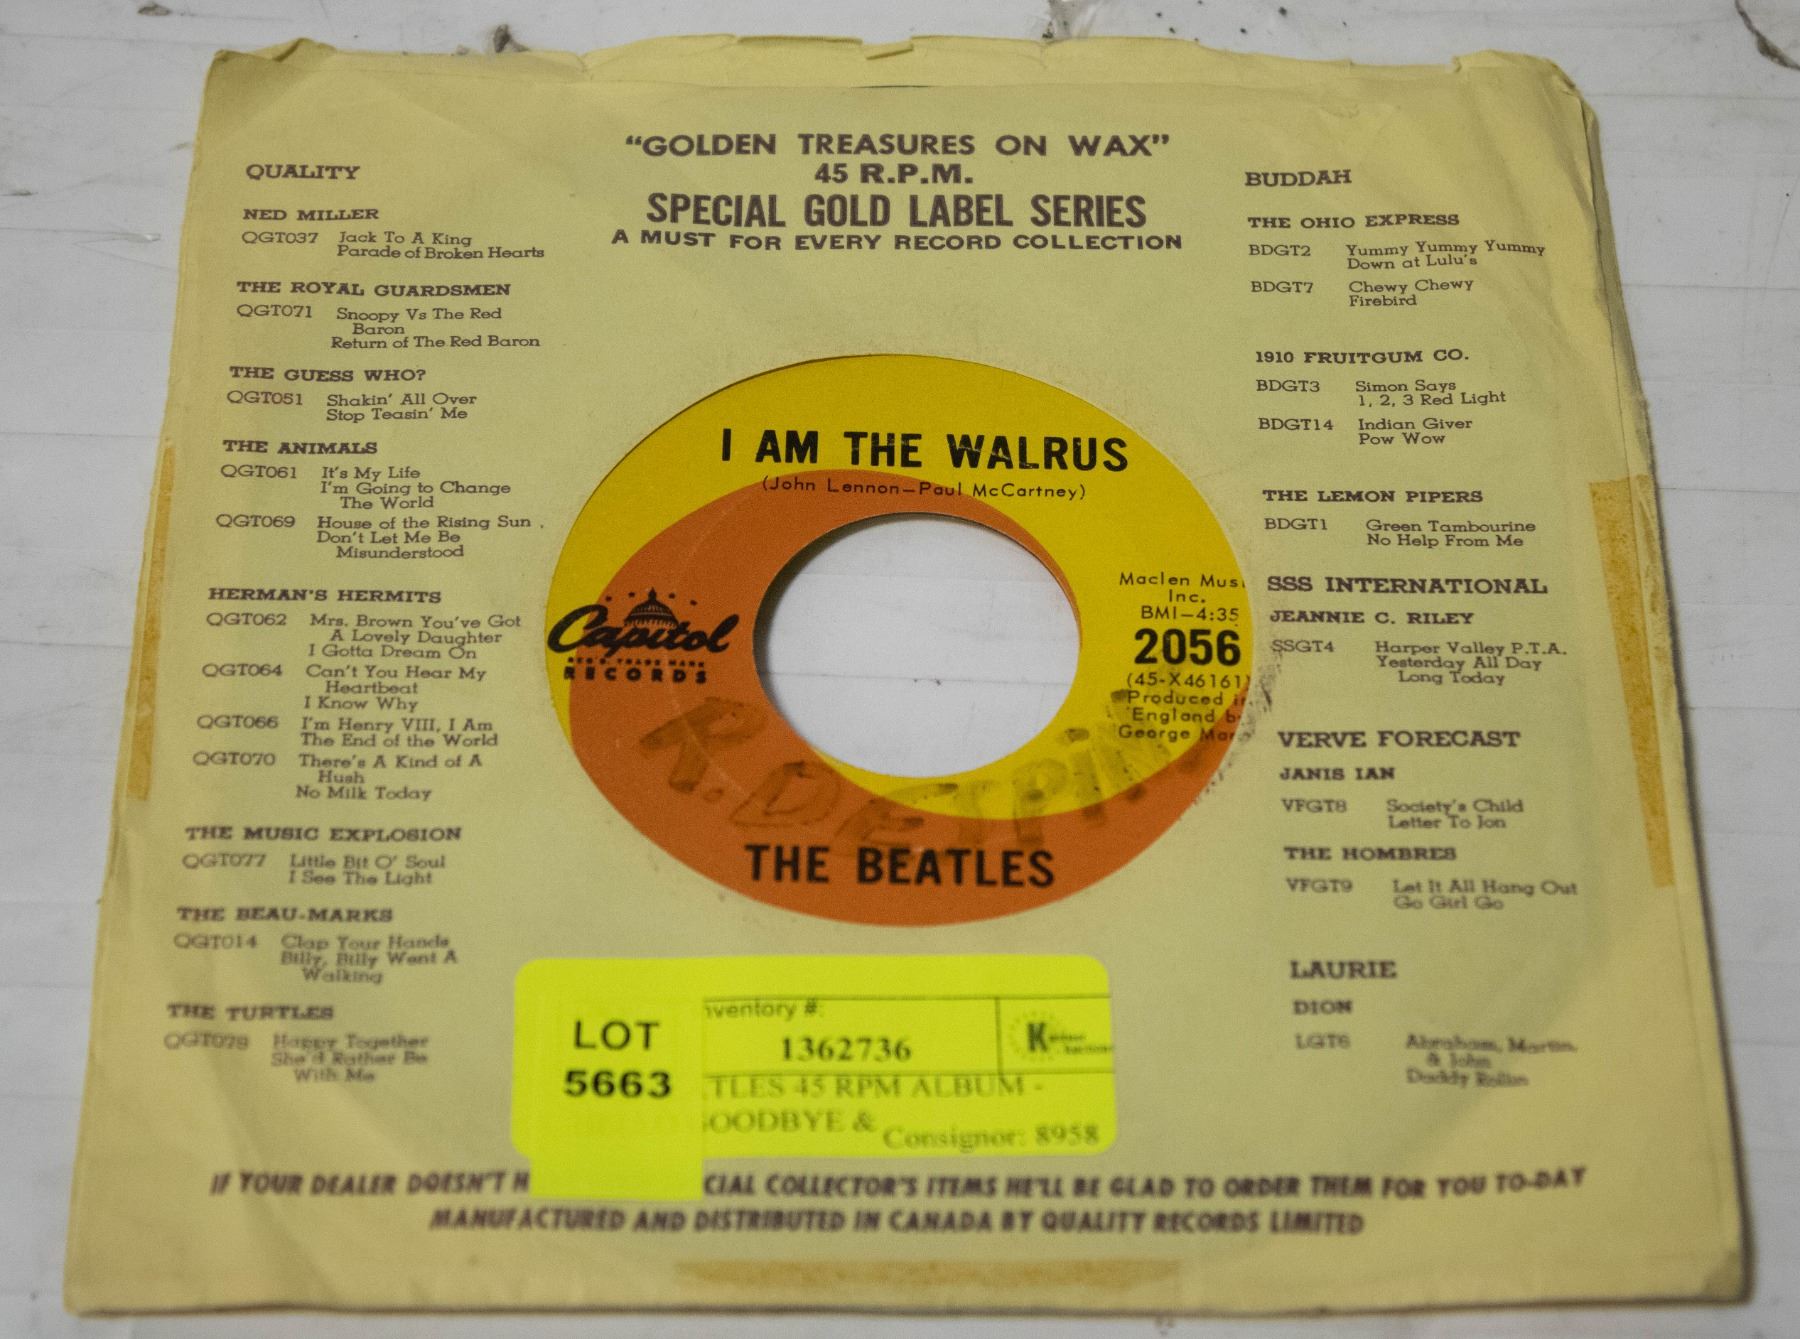 "GOLDEN TREASURES ON WAX"
45 R.P.M.
SPECIAL GOLD LABEL SERIES
A MUST FOR EVERY RECORD COLLECTION
QUALITY
NED MILLER
QGT037 Jack To A King
Parade of Broken Hearts
THE ROYAL GUARDSMEN
QGT071 Snoopy Vs The Red
Baron
Return of The Red Baron
THE GUESS WHO?
QGT051 Shakin' All Over
Stop Teasin' Me
THE ANIMALS
QGT061 It's My Life
I'm Going to Change
The World
QGT069 House of the Rising Sun
Don't Let Me Be
Misunderstood
HERMAN'S HERMITS
QGT062 Mrs. Brown You've Got
A Lovely Daughter
I Gotta Dream On
QGT064 Can't You Hear My
Heartbeat
I Know Why
QGT066 I'm Henry VIII, I Am
The End of the World
QGT070 There's A Kind of A
Hush
No Milk Today
THE MUSIC EXPLOSION
QGT077 Little Bit O' Soul
I See The Light
THE BEAU-MARKS
QGT014 Clap Your Hands
Billy, Billy Went A
Walking
THE TURTLES
QGT078 Happy Together
She'd Rather Be
With Me
I AM THE WALRUS
(John Lennon-Paul McCartney)
Capitol
REG'D. TRADE MARK
RECORDS
Maclen Musi
Inc.
BMI-4:35
2056
(45-X46161)
Produced in
England b
George Mar
THE BEATLES
BUDDAH
THE OHIO EXPRESS
BDGT2 Yummy Yummy Yummy
Down at Lulu's
BDGT7 Chewy Chewy
Firebird
1910 FRUITGUM CO.
BDGT3 Simon Says
1, 2, 3 Red Light
BDGT14 Indian Giver
Pow Wow
THE LEMON PIPERS
BDGT1 Green Tambourine
No Help From Me
SSS INTERNATIONAL
JEANNIE C. RILEY
SSGT4 Harper Valley P.T.A.
Yesterday All Day
Long Today
VERVE FORECAST
JANIS IAN
VFGT8 Society's Child
Letter To Jon
THE HOMBRES
VFGT9 Let It All Hang Out
Go Girl Go
LAURIE
DION
LGT6 Abraham, Martin,
& John
Daddy Rollin
LOT
5663
nventory #:
1362736
TLES 45 RPM ALBUM -
OODBYE &
Consignor: 8958
IF YOUR DEALER DOESN'T H CIAL COLLECTOR'S ITEMS HE'LL BE GLAD TO ORDER THEM FOR YOU TO-DAY
MANUFACTURED AND DISTRIBUTED IN CANADA BY QUALITY RECORDS LIMITED